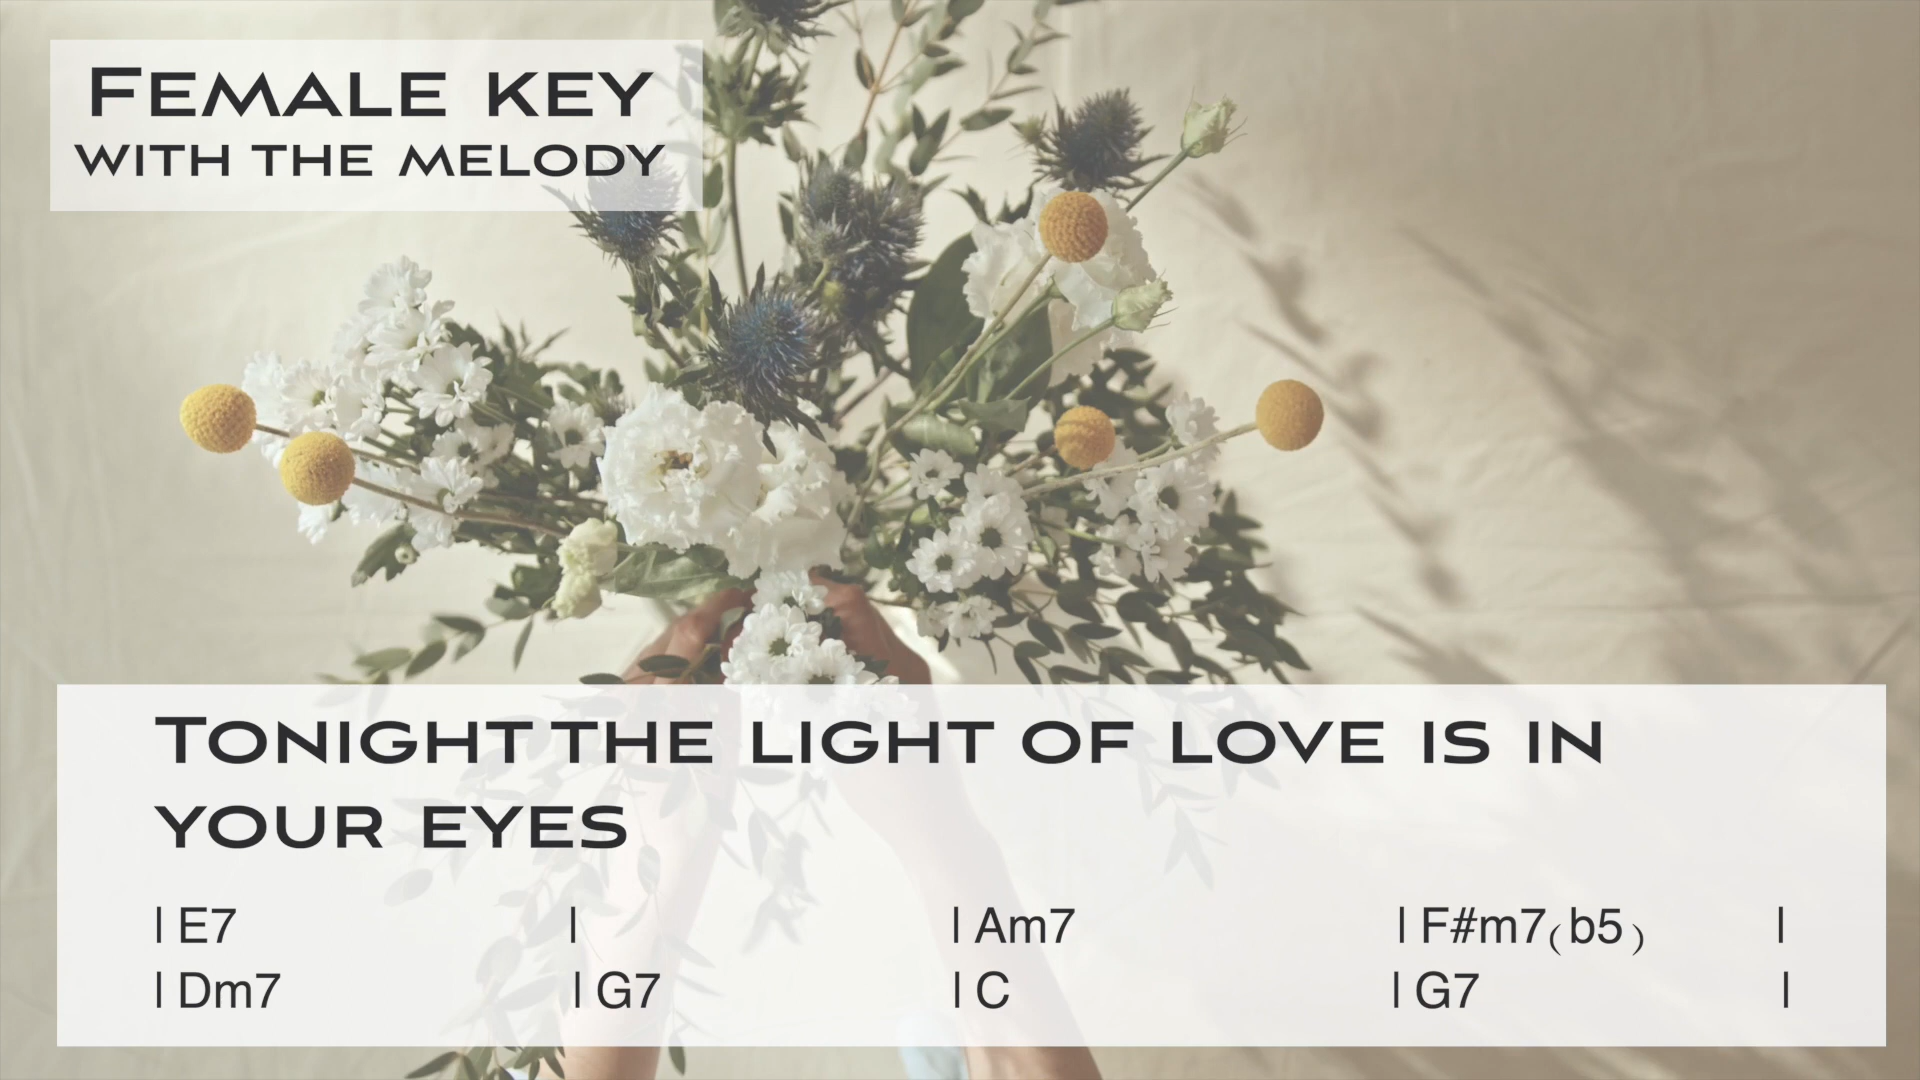 FEMALE KEY
WITH THE MELODY
TONIGHT THE LIGHT OF LOVE IS IN
YOUR EYES
| E7 | | Am7 | F#m7(b5) |
| Dm7 | G7 | C | G7 |